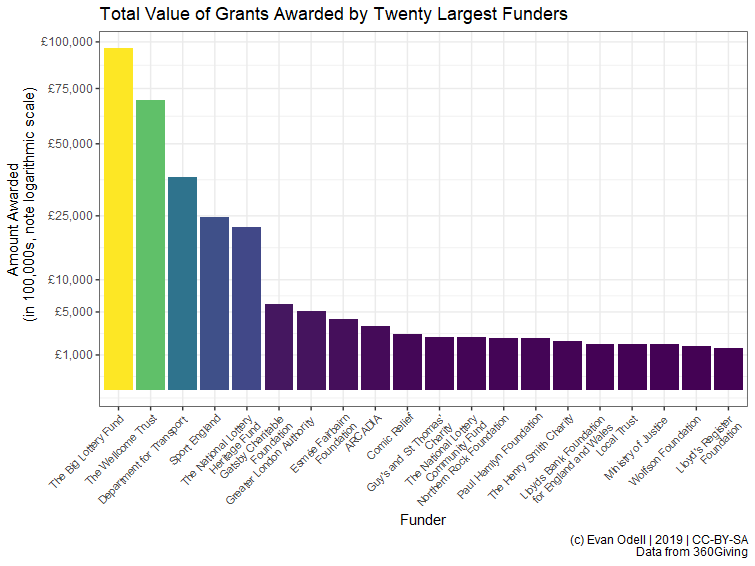 Total Value of Grants Awarded by Twenty Largest Funders
Amount Awarded
(in 100,000s, note logarithmic scale)
£100,000
£75,000
£50,000
£25,000
£10,000
£5,000
£1,000
The Big Lottery Fund
The Wellcome Trust
Department for Transport
Sport England
The National Lottery
Heritage Fund
Gatsby Charitable
Foundation
Greater London Authority
Esmée Fairbairn
Foundation
ARCADIA
Comic Relief
Guy's and St Thomas'
Charity
The National Lottery
Community Fund
Northern Rock Foundation
Paul Hamlyn Foundation
The Henry Smith Charity
Lloyds Bank Foundation
for England and Wales
Local Trust
Ministry of Justice
Wolfson Foundation
Lloyd's Register
Foundation
Funder
(c) Evan Odell | 2019 | CC-BY-SA
Data from 360Giving